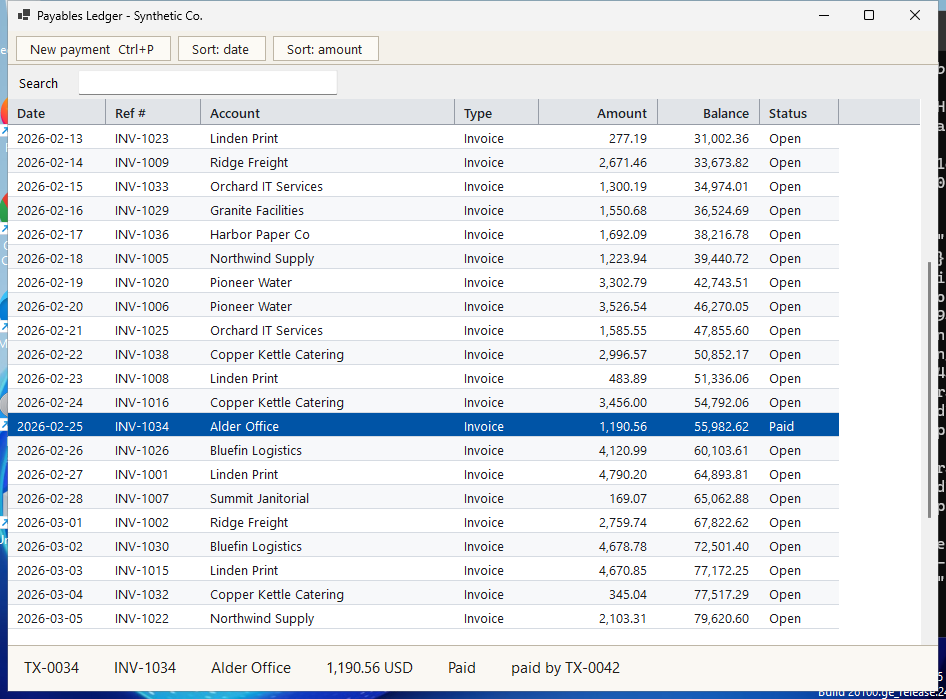 Payables Ledger - Synthetic Co.
New payment Ctrl+P Sort: date Sort: amount
Search
Date Ref # Account Type Amount Balance Status
2026-02-13 INV-1023 Linden Print Invoice 277.19 31,002.36 Open
2026-02-14 INV-1009 Ridge Freight Invoice 2,671.46 33,673.82 Open
2026-02-15 INV-1033 Orchard IT Services Invoice 1,300.19 34,974.01 Open
2026-02-16 INV-1029 Granite Facilities Invoice 1,550.68 36,524.69 Open
2026-02-17 INV-1036 Harbor Paper Co Invoice 1,692.09 38,216.78 Open
2026-02-18 INV-1005 Northwind Supply Invoice 1,223.94 39,440.72 Open
2026-02-19 INV-1020 Pioneer Water Invoice 3,302.79 42,743.51 Open
2026-02-20 INV-1006 Pioneer Water Invoice 3,526.54 46,270.05 Open
2026-02-21 INV-1025 Orchard IT Services Invoice 1,585.55 47,855.60 Open
2026-02-22 INV-1038 Copper Kettle Catering Invoice 2,996.57 50,852.17 Open
2026-02-23 INV-1008 Linden Print Invoice 483.89 51,336.06 Open
2026-02-24 INV-1016 Copper Kettle Catering Invoice 3,456.00 54,792.06 Open
2026-02-25 INV-1034 Alder Office Invoice 1,190.56 55,982.62 Paid
2026-02-26 INV-1026 Bluefin Logistics Invoice 4,120.99 60,103.61 Open
2026-02-27 INV-1001 Linden Print Invoice 4,790.20 64,893.81 Open
2026-02-28 INV-1007 Summit Janitorial Invoice 169.07 65,062.88 Open
2026-03-01 INV-1002 Ridge Freight Invoice 2,759.74 67,822.62 Open
2026-03-02 INV-1030 Bluefin Logistics Invoice 4,678.78 72,501.40 Open
2026-03-03 INV-1015 Linden Print Invoice 4,670.85 77,172.25 Open
2026-03-04 INV-1032 Copper Kettle Catering Invoice 345.04 77,517.29 Open
2026-03-05 INV-1022 Northwind Supply Invoice 2,103.31 79,620.60 Open
TX-0034 INV-1034 Alder Office 1,190.56 USD Paid paid by TX-0042